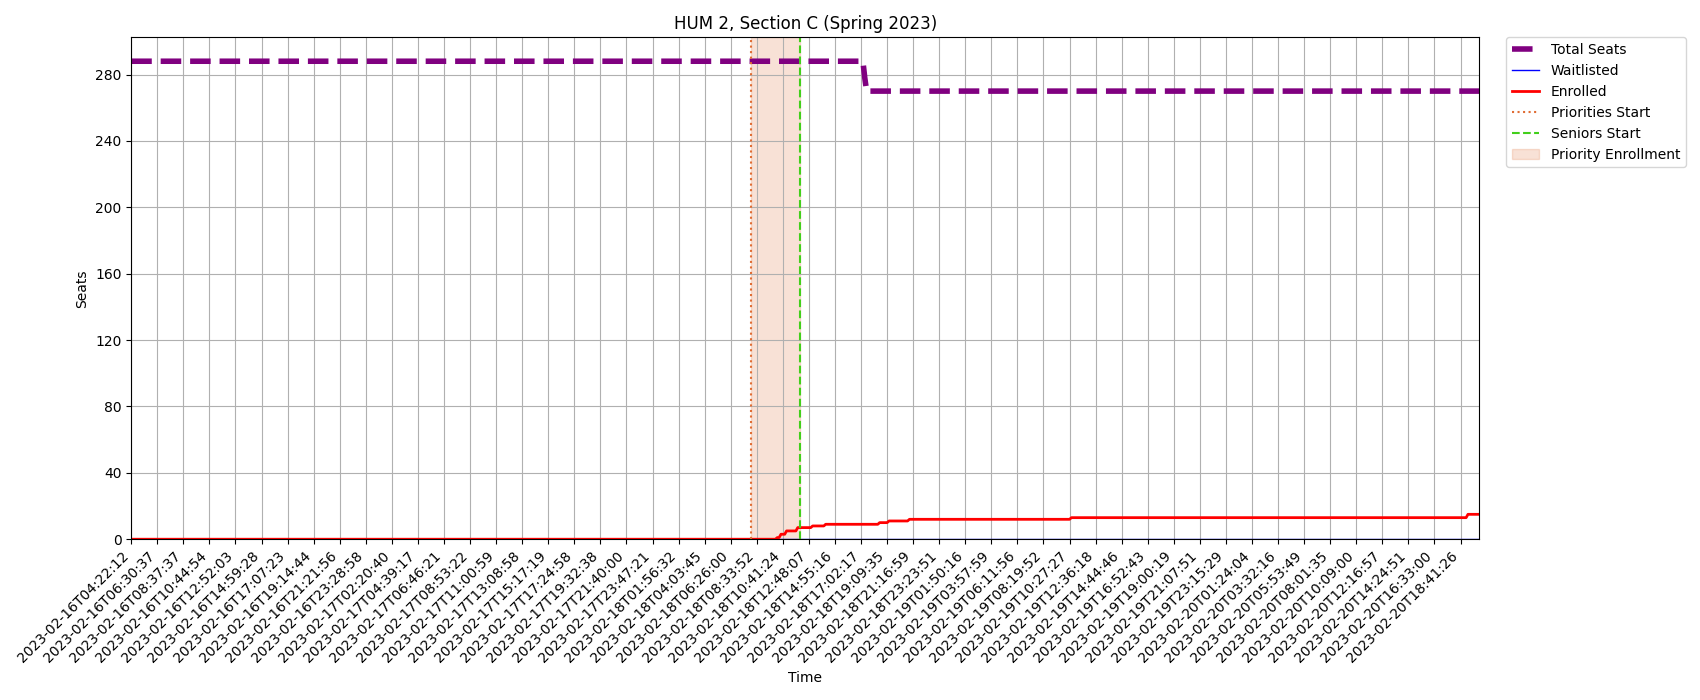 HUM 2, Section C (Spring 2023)
Total Seats
Waitlisted
Enrolled
Priorities Start
Seniors Start
Priority Enrollment
Seats
280
240
200
160
120
80
40
0
2023-02-16T04:22:12
2023-02-16T06:30:37
2023-02-16T08:37:37
2023-02-16T10:44:54
2023-02-16T12:52:03
2023-02-16T14:59:28
2023-02-16T17:07:23
2023-02-16T19:14:44
2023-02-16T21:21:56
2023-02-16T23:28:58
2023-02-17T02:20:40
2023-02-17T04:39:17
2023-02-17T06:46:21
2023-02-17T08:53:22
2023-02-17T11:00:59
2023-02-17T13:08:58
2023-02-17T15:17:19
2023-02-17T17:24:58
2023-02-17T19:32:38
2023-02-17T21:40:00
2023-02-17T23:47:21
2023-02-18T01:56:32
2023-02-18T04:03:45
2023-02-18T06:26:00
2023-02-18T08:33:52
2023-02-18T10:41:24
2023-02-18T12:48:07
2023-02-18T14:55:16
2023-02-18T17:02:17
2023-02-18T19:09:35
2023-02-18T21:16:59
2023-02-18T23:23:51
2023-02-19T01:50:16
2023-02-19T03:57:59
2023-02-19T06:11:56
2023-02-19T08:19:52
2023-02-19T10:27:27
2023-02-19T12:36:18
2023-02-19T14:44:46
2023-02-19T16:52:43
2023-02-19T19:00:19
2023-02-19T21:07:51
2023-02-19T23:15:29
2023-02-20T01:24:04
2023-02-20T03:32:16
2023-02-20T05:53:49
2023-02-20T08:01:35
2023-02-20T10:09:00
2023-02-20T12:16:57
2023-02-20T14:24:51
2023-02-20T16:33:00
2023-02-20T18:41:26
Time